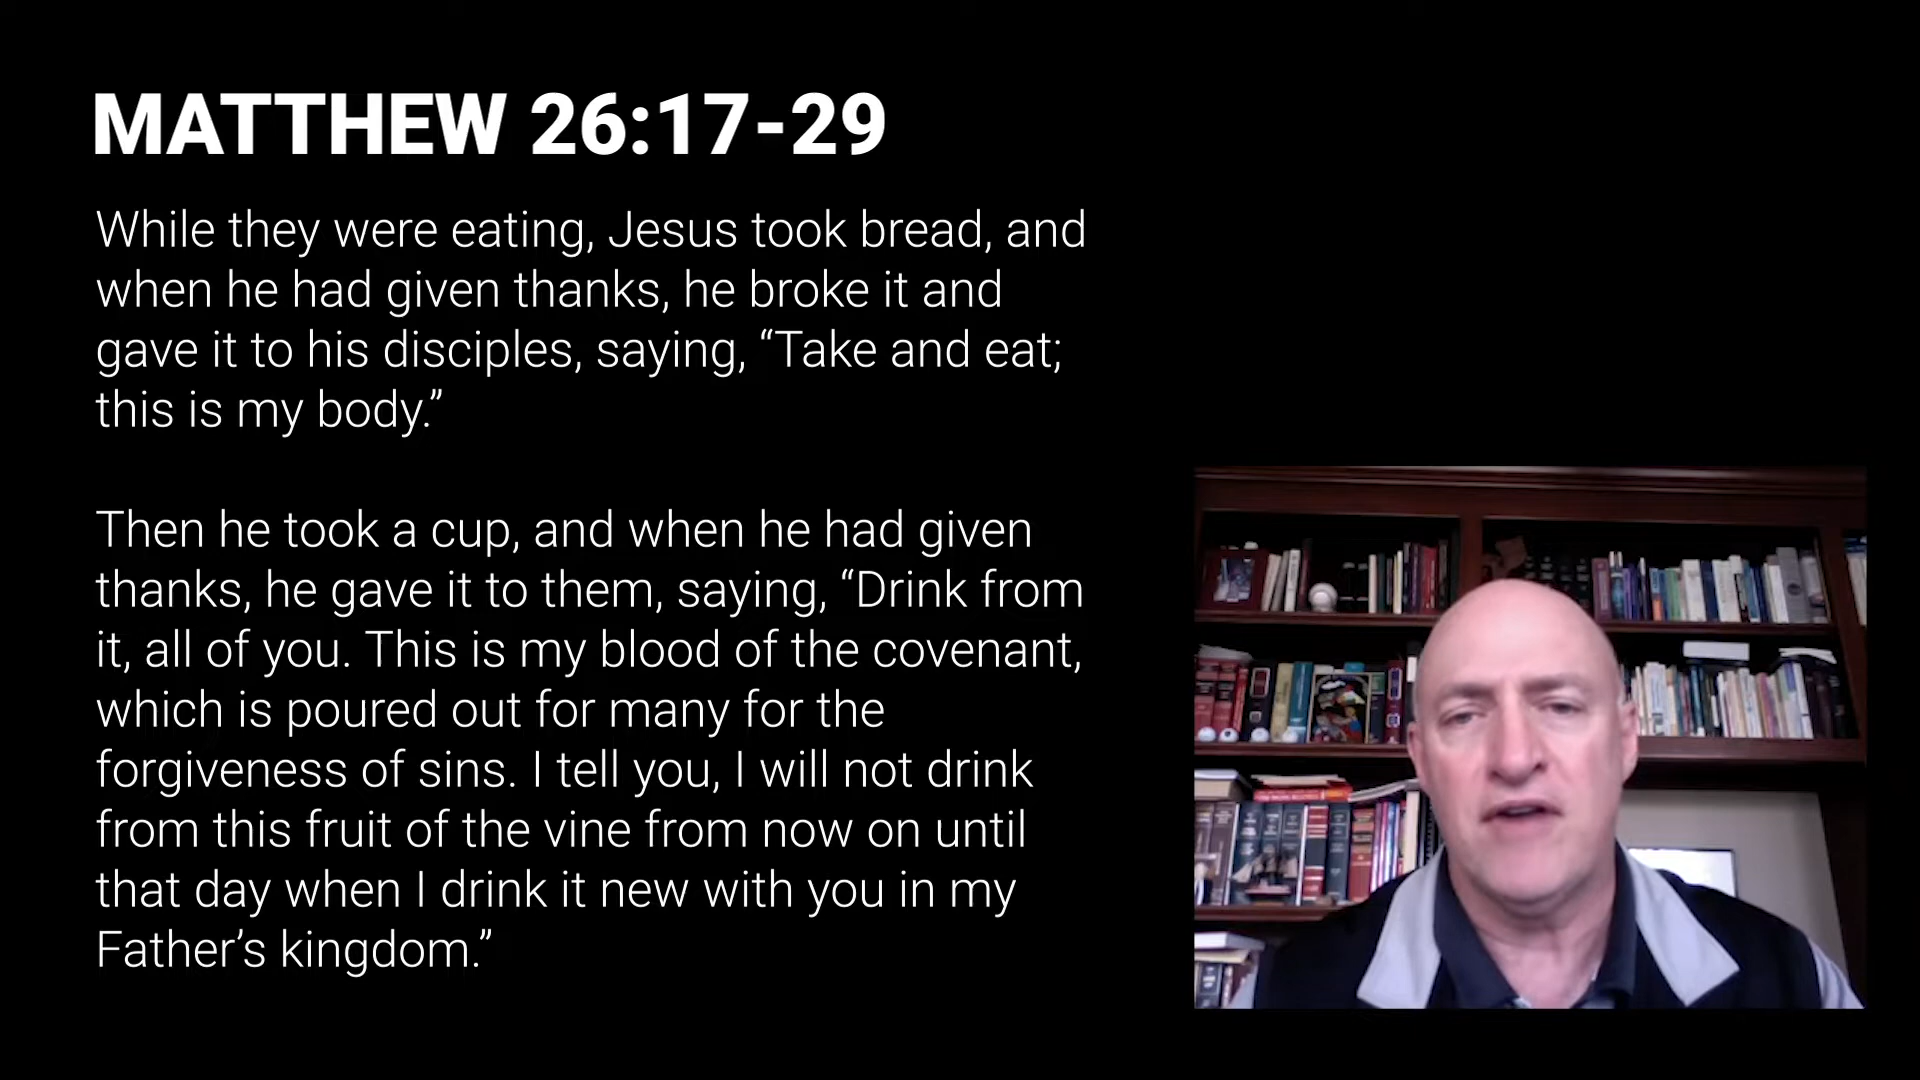 MATTHEW 26:17-29
While they were eating, Jesus took bread, and
when he had given thanks, he broke it and
gave it to his disciples, saying, “Take and eat;
this is my body.”
Then he took a cup, and when he had given
thanks, he gave it to them, saying, “Drink from
it, all of you. This is my blood of the covenant,
which is poured out for many for the
forgiveness of sins. I tell you, I will not drink
from this fruit of the vine from now on until
that day when I drink it new with you in my
Father’s kingdom.”